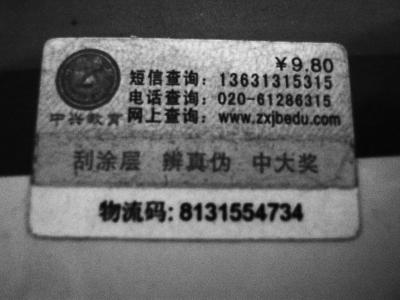 ¥9.80
短信查询：13631315315
电话查询：020-61286315
中兴教育
网上查询：www.zxjbedu.com
刮涂层 辨真伪 中大奖
物流码：8131554734